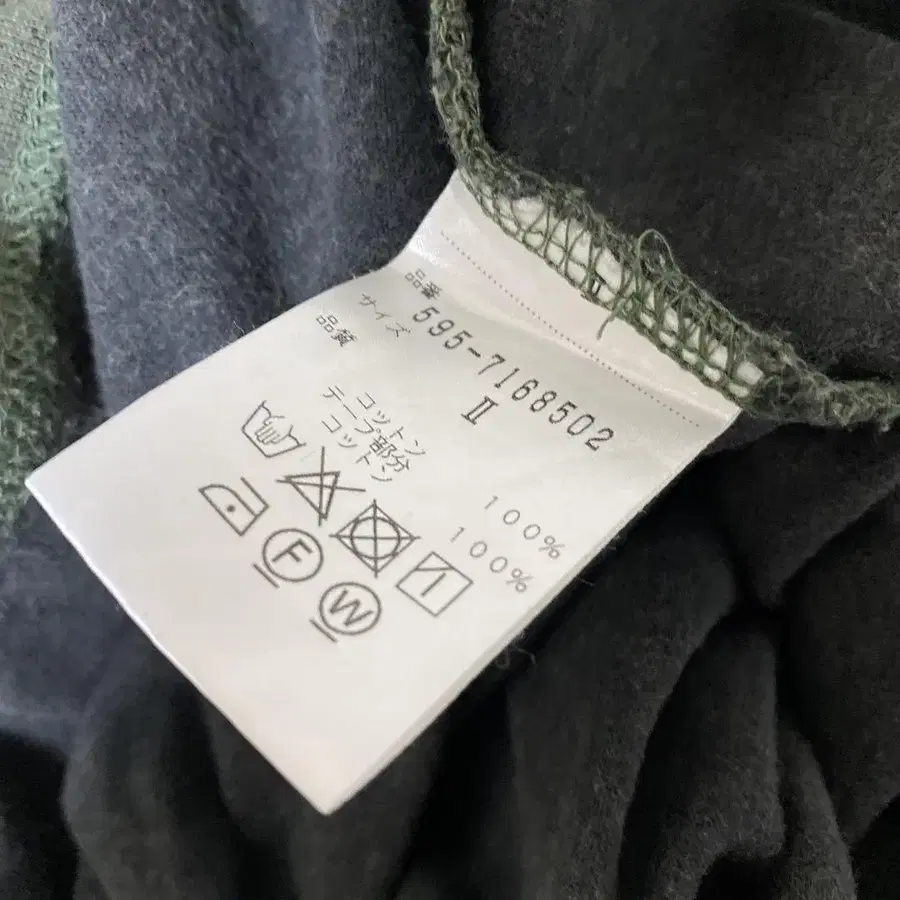 品番 595-7168502
サイズ II
品質
コットン 100%
テープ部分
コットン 100%
F
W